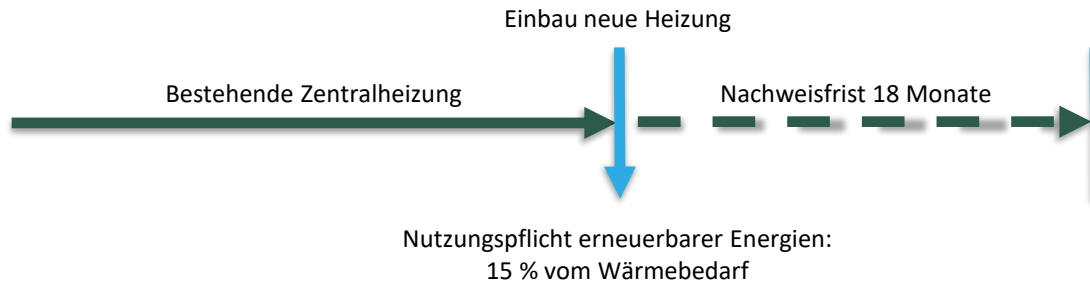 Einbau neue Heizung
Bestehende Zentralheizung
Nachweisfrist 18 Monate
Nutzungspflicht erneuerbarer Energien:
15 % vom Wärmebedarf